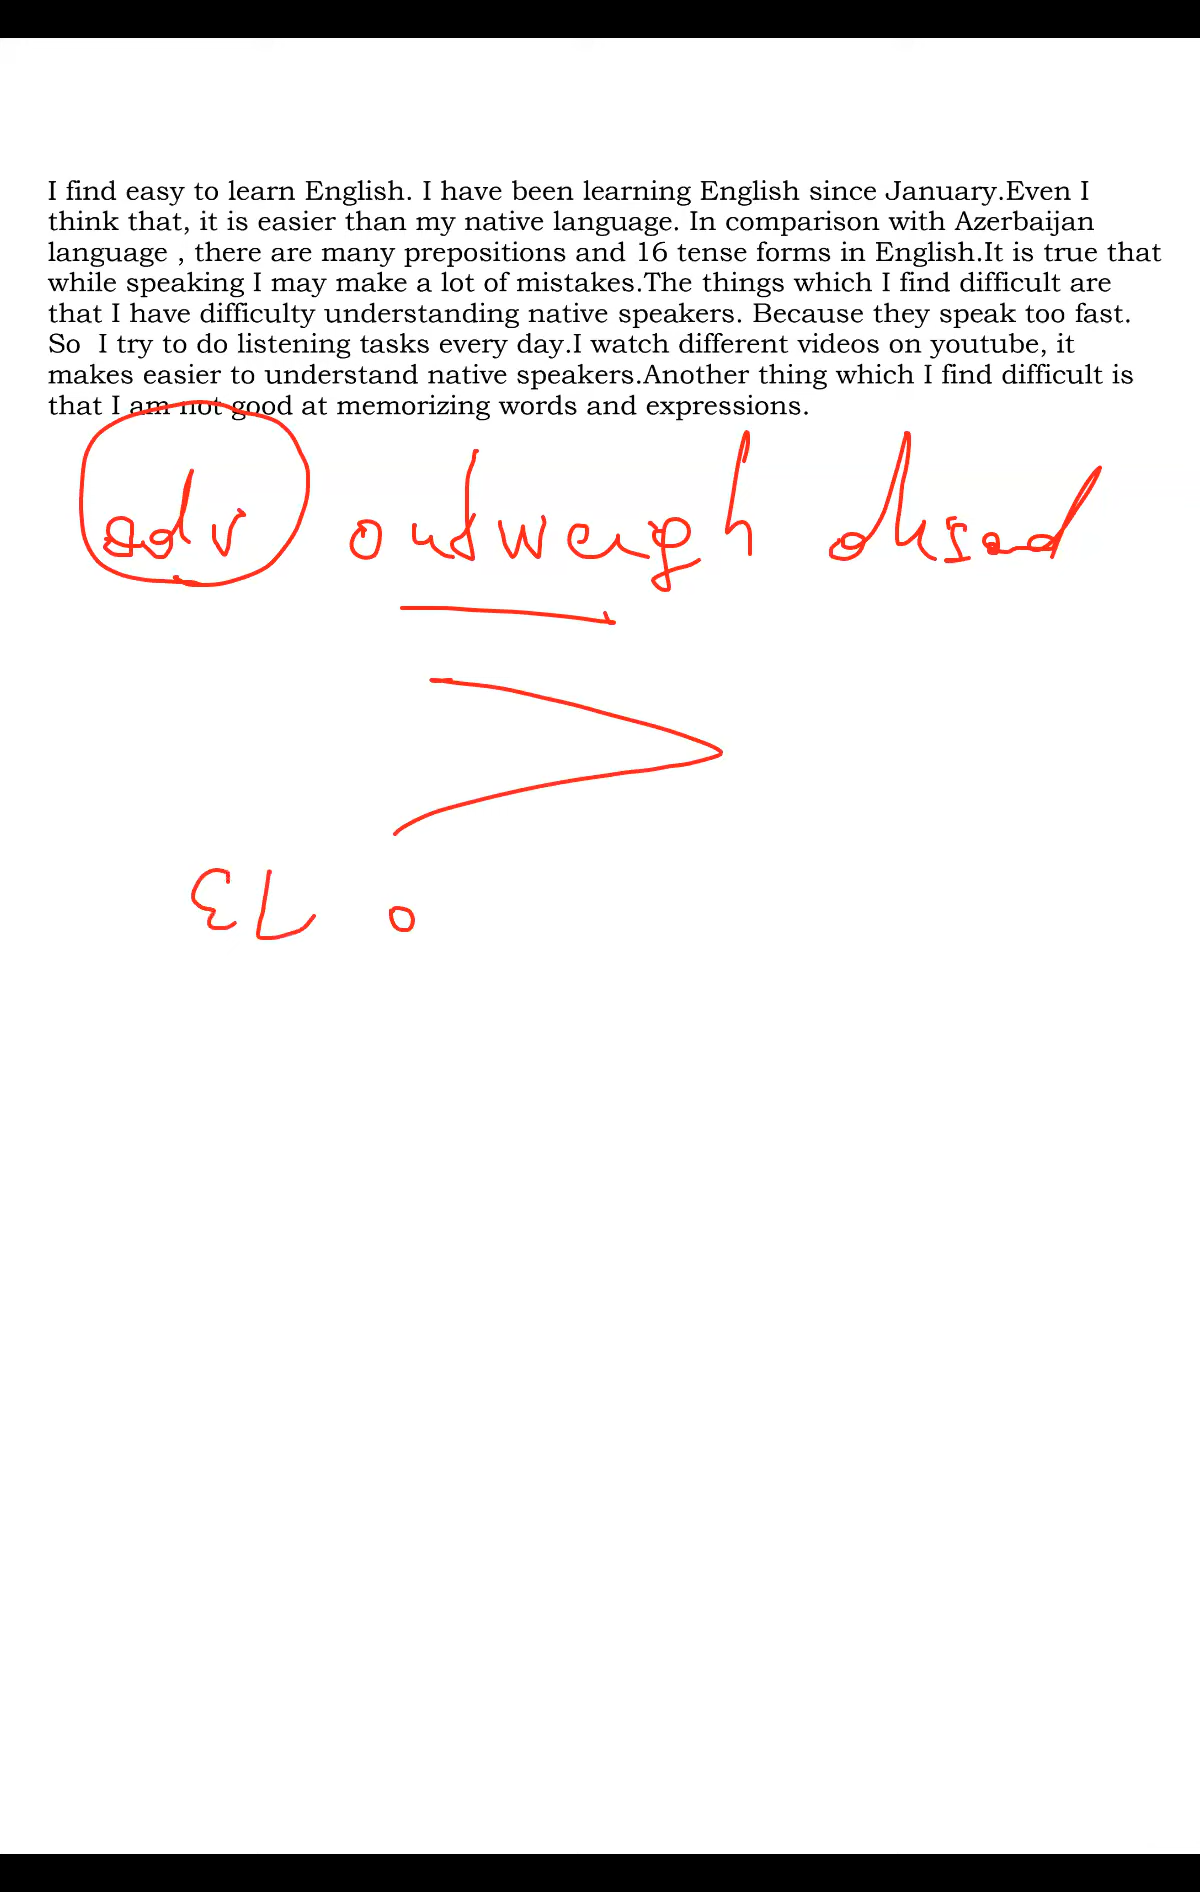 I find easy to learn English. I have been learning English since January.Even I
think that, it is easier than my native language. In comparison with Azerbaijan
language , there are many prepositions and 16 tense forms in English.It is true that
while speaking I may make a lot of mistakes.The things which I find difficult are
that I have difficulty understanding native speakers. Because they speak too fast.
So  I try to do listening tasks every day.I watch different videos on youtube, it
makes easier to understand native speakers.Another thing which I find difficult is
that I am not good at memorizing words and expressions.
adv outweigh disad
EL o